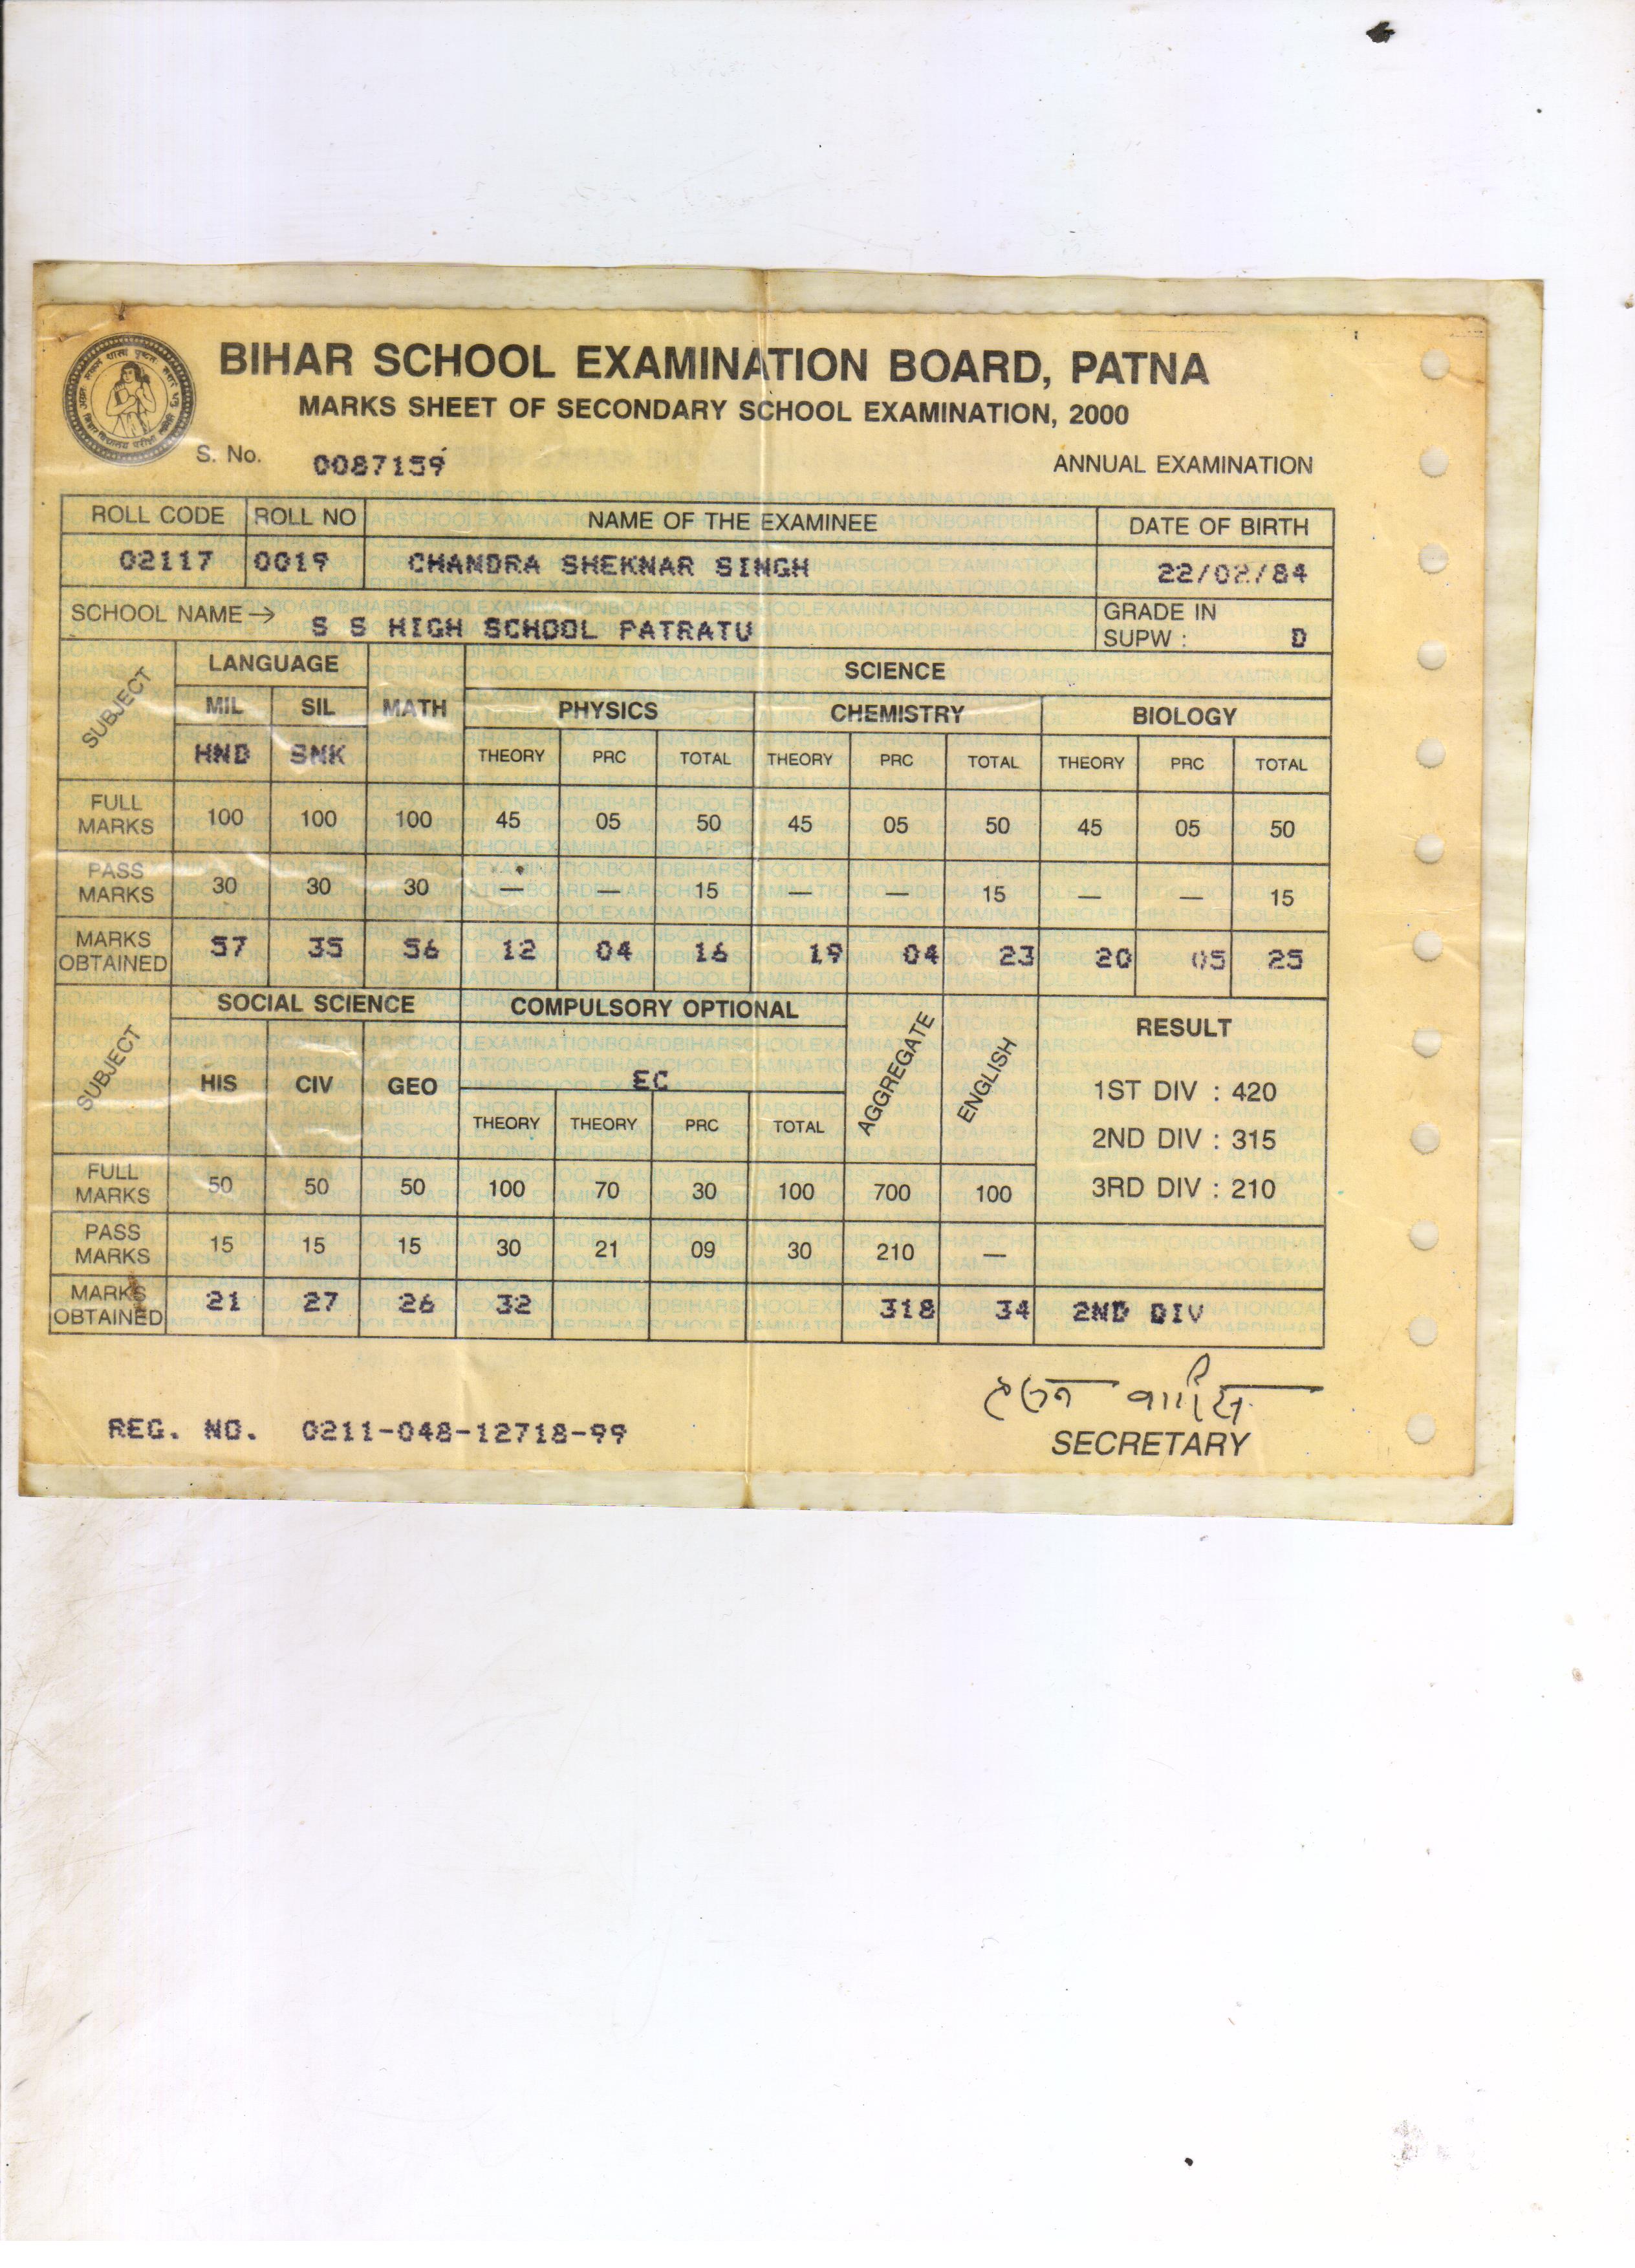 BIHAR SCHOOL EXAMINATION BOARD, PATNA
MARKS SHEET OF SECONDARY SCHOOL EXAMINATION, 2000
S. No. 0087159 ANNUAL EXAMINATION
ROLL CODE ROLL NO NAME OF THE EXAMINEE DATE OF BIRTH
02117 0019 CHANDRA SHEKNAR SINGH 22/02/84
SCHOOL NAME→ S S HIGH SCHOOL PATRATU GRADE IN SUPW : D
SUBJECT LANGUAGE MATH SCIENCE
MIL SIL PHYSICS CHEMISTRY BIOLOGY
HND SNK THEORY PRC TOTAL THEORY PRC TOTAL THEORY PRC TOTAL
FULL MARKS 100 100 100 45 05 50 45 05 50 45 05 50
PASS MARKS 30 30 30 — — 15 — — 15 — — 15
MARKS OBTAINED 57 35 56 12 04 16 19 04 23 20 05 25
SUBJECT SOCIAL SCIENCE COMPULSORY OPTIONAL AGGREGATE ENGLISH RESULT
HIS CIV GEO EC
THEORY THEORY PRC TOTAL
1ST DIV : 420
2ND DIV : 315
3RD DIV : 210
FULL MARKS 50 50 50 100 70 30 100 700 100
PASS MARKS 15 15 15 30 21 09 30 210 —
MARKS OBTAINED 21 27 26 32 318 34 2ND DIV
REG. NO. 0211-048-12718-99
SECRETARY